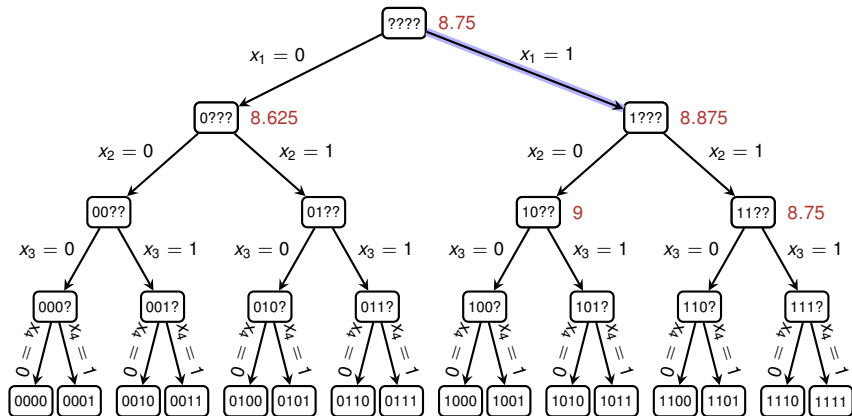 ???? 8.75
x₁ = 0 x₁ = 1
0??? 8.625 1??? 8.875
x₂ = 0 x₂ = 1 x₂ = 0 x₂ = 1
00?? 01?? 10?? 9 11?? 8.75
x₃ = 0 x₃ = 1 x₃ = 0 x₃ = 1 x₃ = 0 x₃ = 1 x₃ = 0 x₃ = 1
000? 001? 010? 011? 100? 101? 110? 111?
x₄ = 0 x₄ = 1 x₄ = 0 x₄ = 1 x₄ = 0 x₄ = 1 x₄ = 0 x₄ = 1 x₄ = 0 x₄ = 1 x₄ = 0 x₄ = 1 x₄ = 0 x₄ = 1 x₄ = 0 x₄ = 1
0000 0001 0010 0011 0100 0101 0110 0111 1000 1001 1010 1011 1100 1101 1110 1111